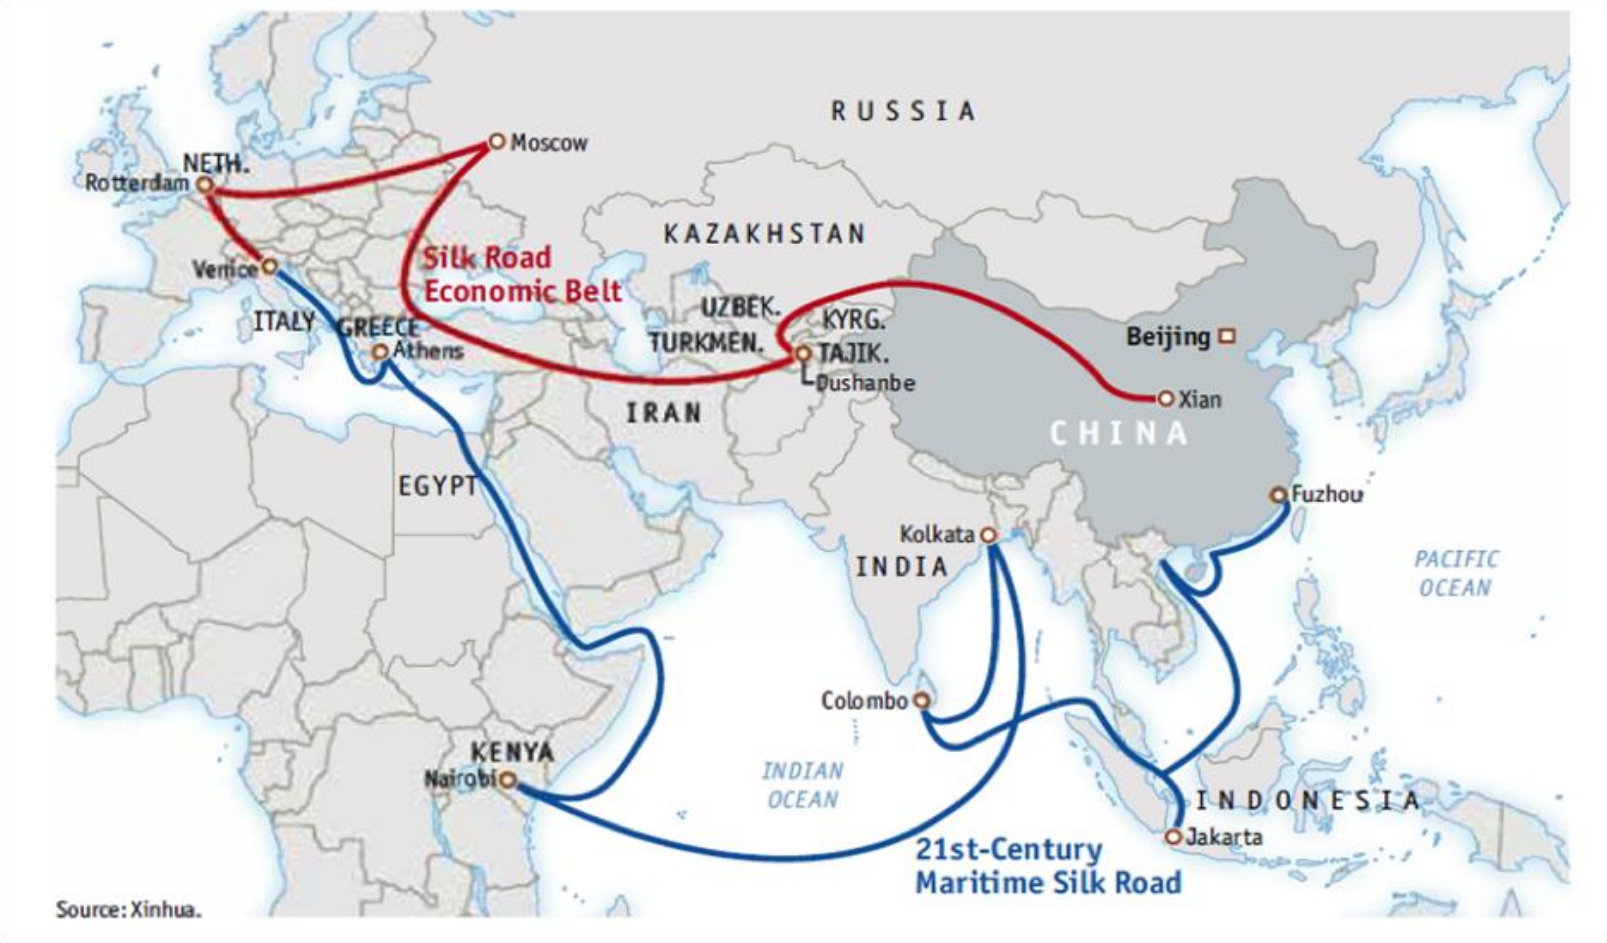 RUSSIA
Moscow
NETH.
Rotterdam
KAZAKHSTAN
Silk Road
Economic Belt
Venice
UZBEK.
KYRG.
ITALY
GREECE
TURKMEN.
TAJIK.
Beijing
Athens
Dushanbe
Xian
IRAN
CHINA
EGYPT
Fuzhou
Kolkata
INDIA
PACIFIC
OCEAN
Colombo
KENYA
Nairobi
INDIAN
OCEAN
INDONESIA
Jakarta
21st-Century
Maritime Silk Road
Source: Xinhua.